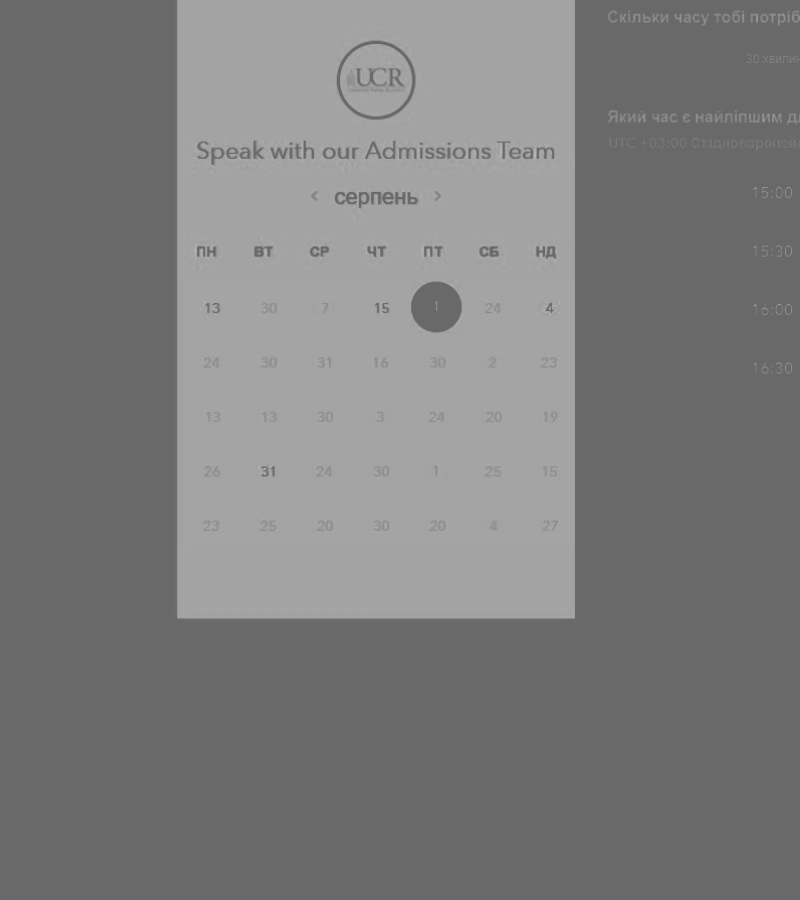 UCR
Speak with our Admissions Team
< серпень >
ПН ВТ СР ЧТ ПТ СБ НД
13 30 7 15 1 24 4
24 30 31 16 30 2 23
13 13 30 3 24 20 19
26 31 24 30 1 25 15
23 25 20 30 20 4 27
Скільки часу тобі
30
Який час є найліпшим
UTC +03:00
15:00
15:30
16:00
16:30